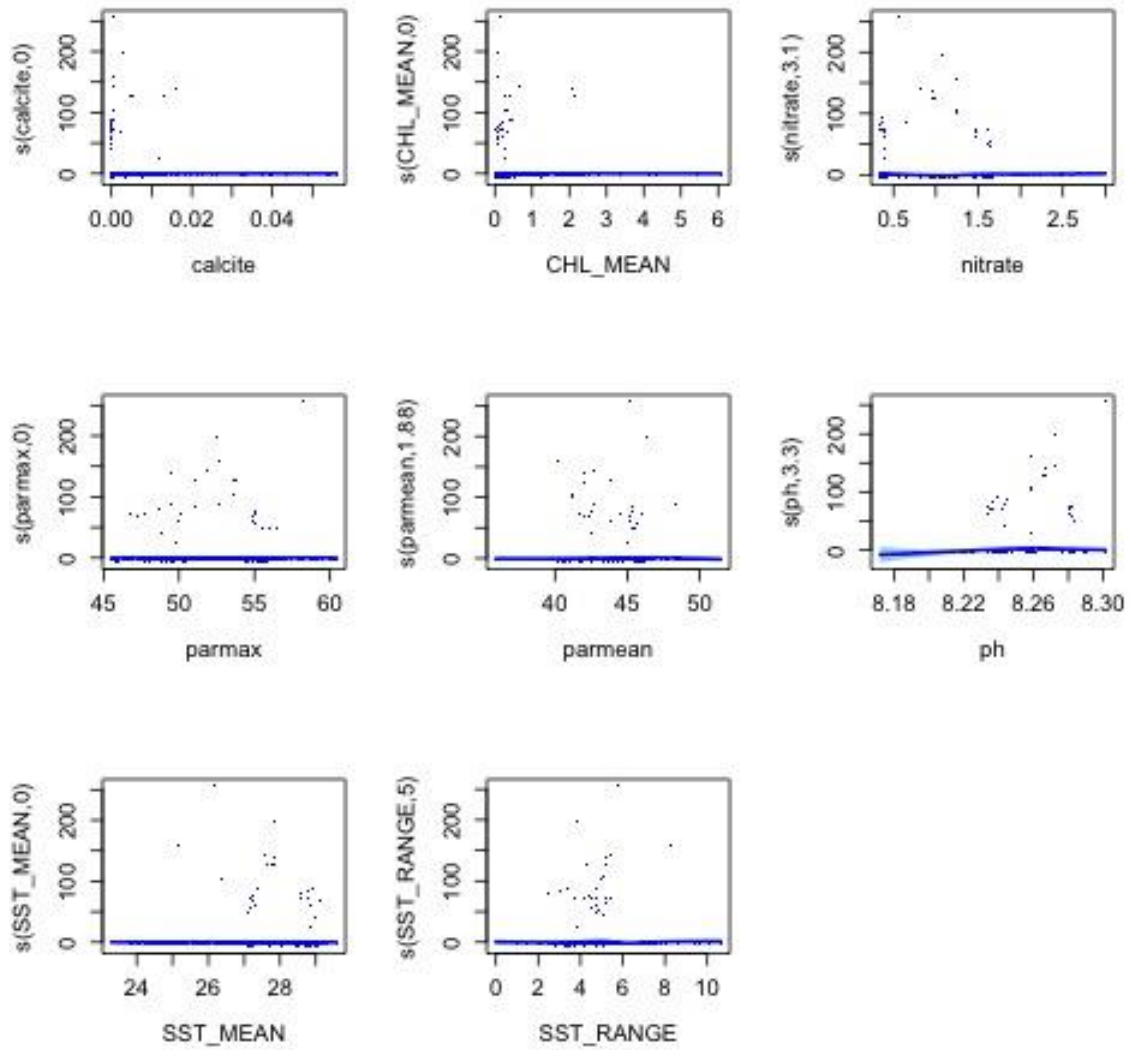 s(calcite,0)
200
100
0
0.00
0.02
0.04
calcite
s(CHL_MEAN,0)
200
100
0
0 1 2 3 4 5 6
CHL_MEAN
s(nitrate,3.1)
200
100
0
0.5
1.5
2.5
nitrate
s(parmax,0)
200
100
0
45 50 55 60
parmax
s(parmean,1.88)
200
100
0
40 45 50
parmean
s(ph,3.3)
200
100
0
8.18 8.22 8.26 8.30
ph
s(SST_MEAN,0)
200
100
0
24 26 28
SST_MEAN
s(SST_RANGE,5)
200
100
0
0 2 4 6 8 10
SST_RANGE